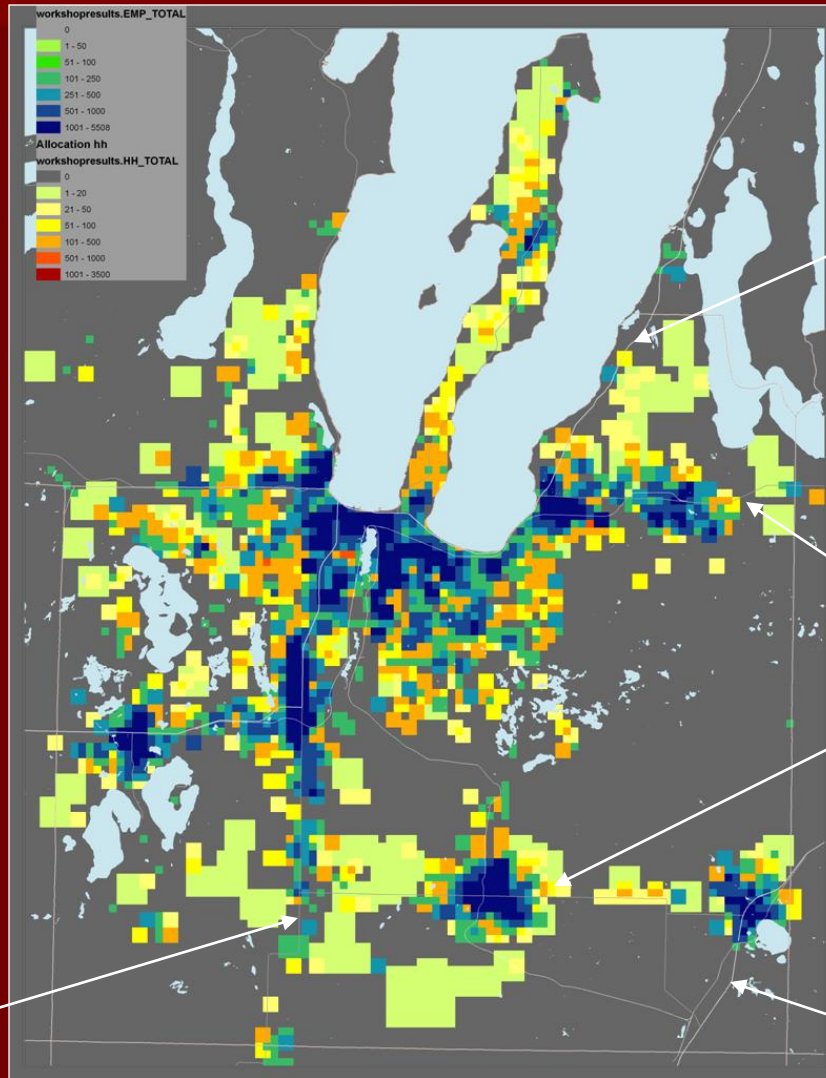 workshopresults.EMP_TOTAL
0
1 - 50
51 - 100
101 - 250
251 - 500
501 - 1000
1001 - 5508
Allocation hh
workshopresults.HH_TOTAL
0
1 - 20
21 - 50
51 - 100
101 - 500
501 - 1000
1001 - 3500